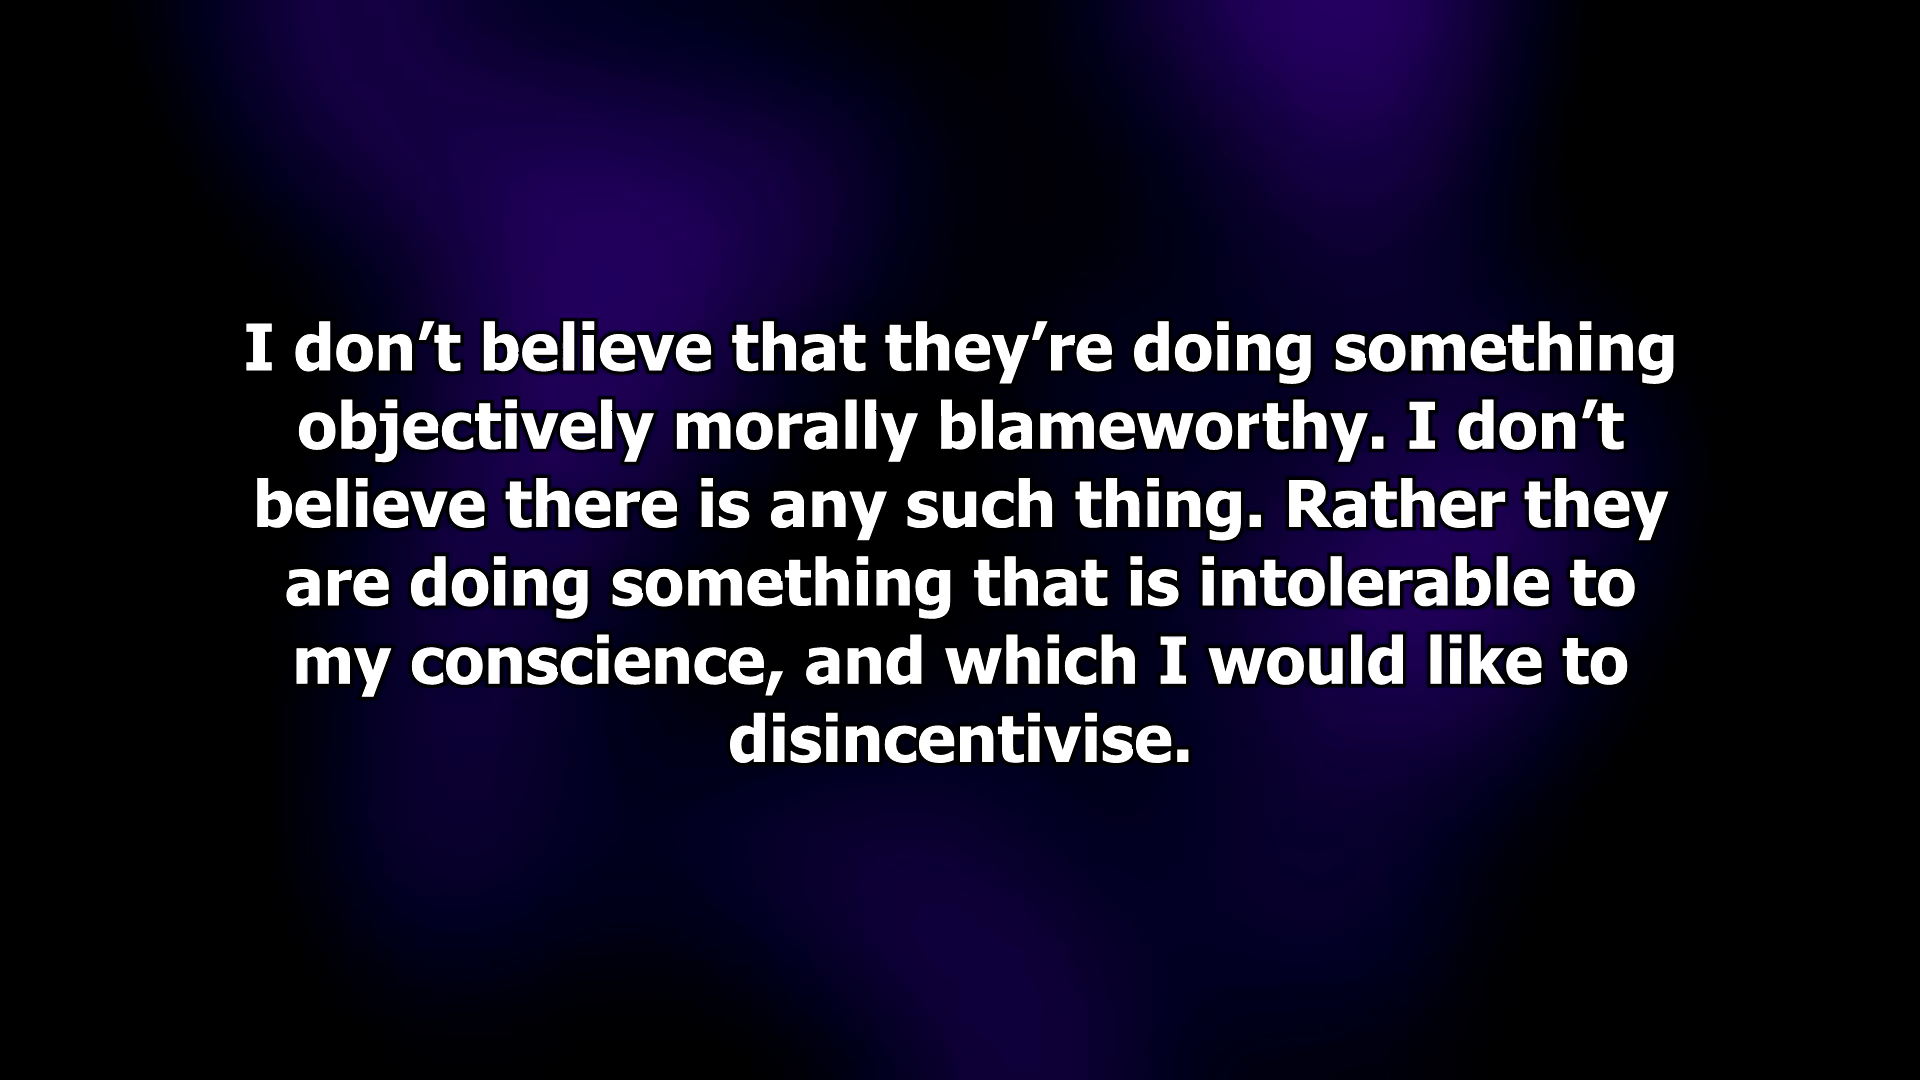 I don’t believe that they’re doing something
objectively morally blameworthy. I don’t
believe there is any such thing. Rather they
are doing something that is intolerable to
my conscience, and which I would like to
disincentivise.